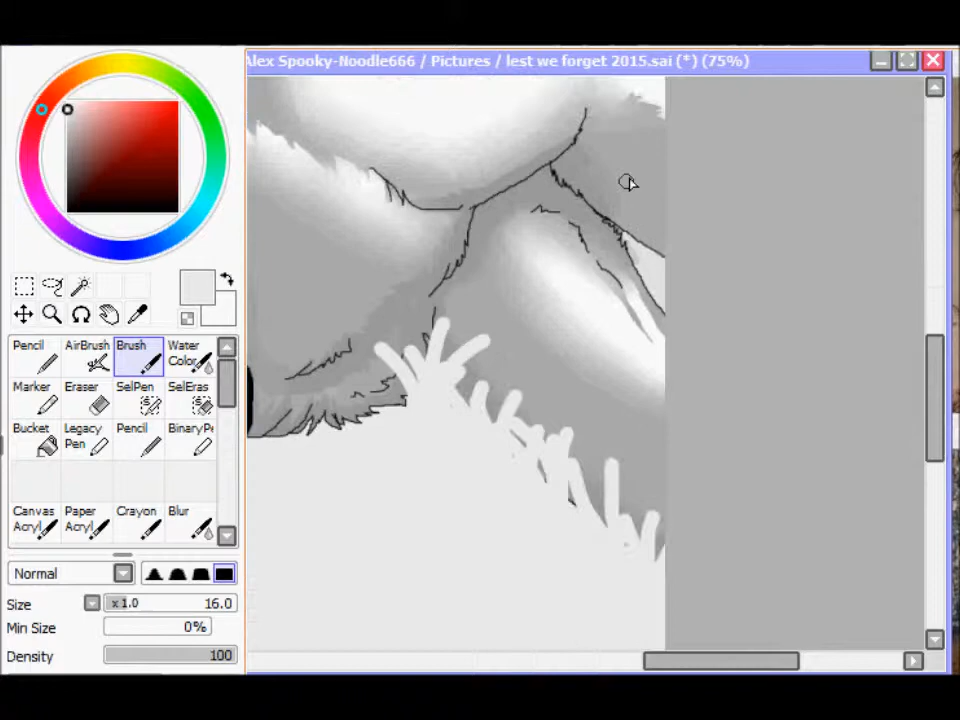 Alex Spooky-Noodle666 / Pictures / lest we forget 2015.sai (*) (75%)
Pencil AirBrush Brush Water Color
Marker Eraser SelPen SelEras
Bucket Legacy Pen Pencil BinaryPe
Canvas Acryl Paper Acryl Crayon Blur
Normal
Size x 1.0 16.0
Min Size 0%
Density 100